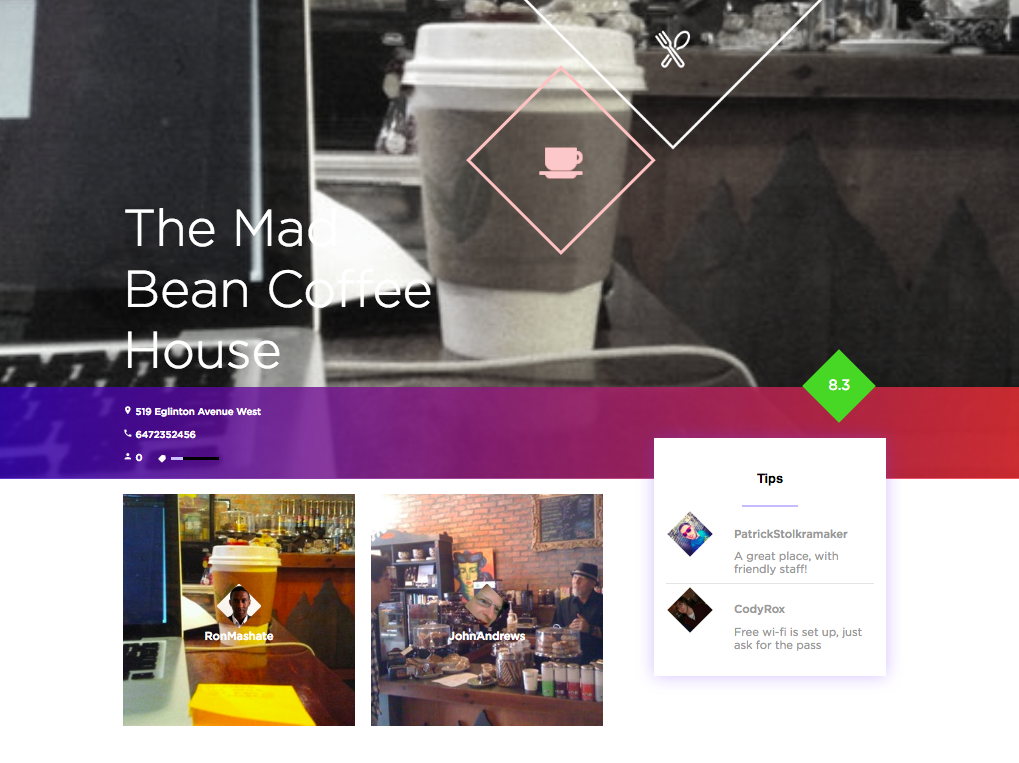 The Mad
Bean Coffee
House
8.3
519 Eglinton Avenue West
6472352456
0
Tips
PatrickStolkramaker
A great place, with
friendly staff!
CodyRox
Free wi-fi is set up, just
ask for the pass
RonMashate
JohnAndrews